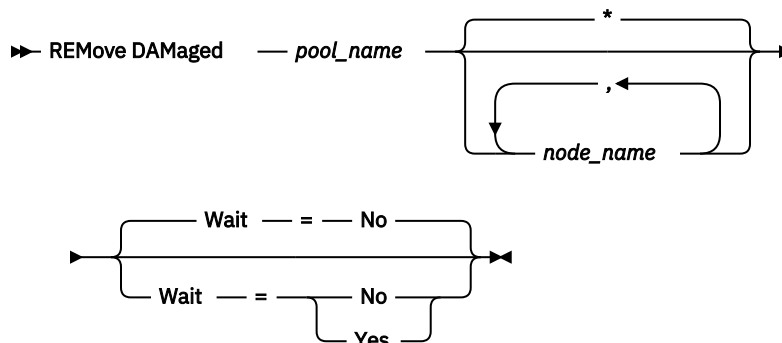 *
REMove DAMaged pool_name
,
node_name
Wait = No
Wait = No
Yes